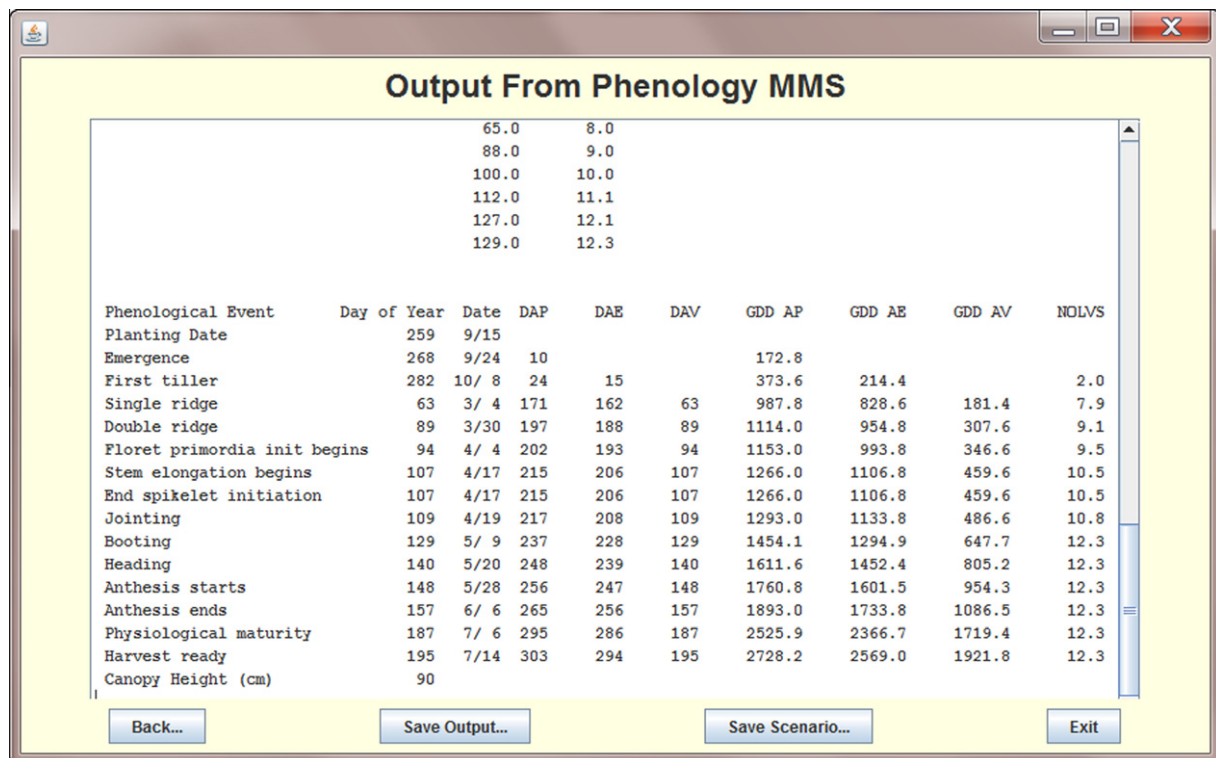 Output From Phenology MMS
65.0 8.0
88.0 9.0
100.0 10.0
112.0 11.1
127.0 12.1
129.0 12.3
Phenological Event Day of Year Date DAP DAE DAV GDD AP GDD AE GDD AV NOLVS
Planting Date 259 9/15
Emergence 268 9/24 10 172.8
First tiller 282 10/ 8 24 15 373.6 214.4 2.0
Single ridge 63 3/ 4 171 162 63 987.8 828.6 181.4 7.9
Double ridge 89 3/30 197 188 89 1114.0 954.8 307.6 9.1
Floret primordia init begins 94 4/ 4 202 193 94 1153.0 993.8 346.6 9.5
Stem elongation begins 107 4/17 215 206 107 1266.0 1106.8 459.6 10.5
End spikelet initiation 107 4/17 215 206 107 1266.0 1106.8 459.6 10.5
Jointing 109 4/19 217 208 109 1293.0 1133.8 486.6 10.8
Booting 129 5/ 9 237 228 129 1454.1 1294.9 647.7 12.3
Heading 140 5/20 248 239 140 1611.6 1452.4 805.2 12.3
Anthesis starts 148 5/28 256 247 148 1760.8 1601.5 954.3 12.3
Anthesis ends 157 6/ 6 265 256 157 1893.0 1733.8 1086.5 12.3
Physiological maturity 187 7/ 6 295 286 187 2525.9 2366.7 1719.4 12.3
Harvest ready 195 7/14 303 294 195 2728.2 2569.0 1921.8 12.3
Canopy Height (cm) 90
Back... Save Output... Save Scenario... Exit